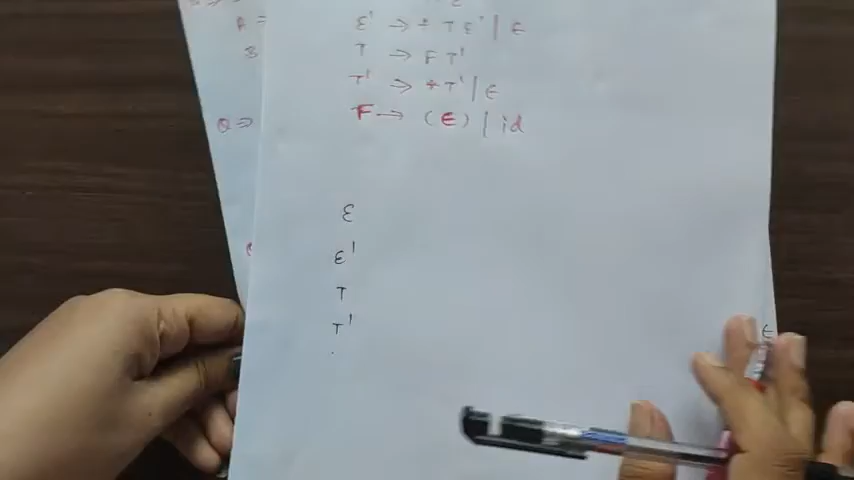 E' → + T E' | ε
T → F T'
T' → * T' | ε
F → (E) | id
E
E'
T
T'